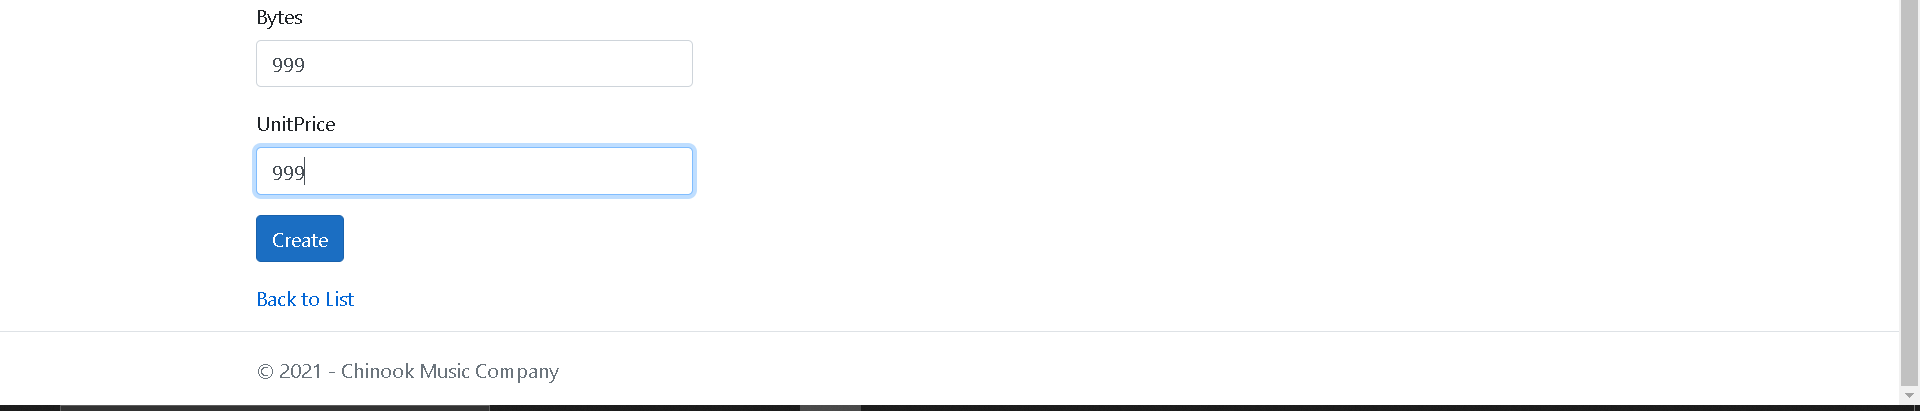 Bytes
999
UnitPrice
999
Create
Back to List
© 2021 - Chinook Music Company